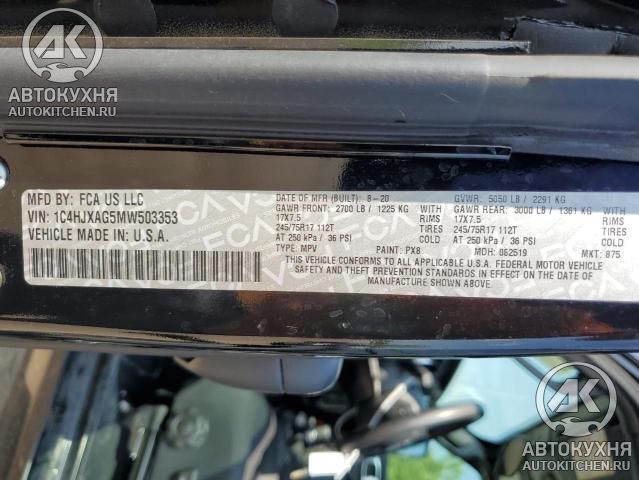 АК
АВТОКУХНЯ
AUTOKITCHEN.RU
MFD BY: FCA US LLC
VIN: 1C4HJXAG5MW503353
VEHICLE MADE IN: U.S.A.
DATE OF MFR (BUILT): 8-20
GVWR: 5050 LB / 2291 KG
GAWR FRONT: 2700 LB / 1225 KG
WITH
GAWR REAR: 3000 LB / 1361 KG
WITH
17X7.5
RIMS
17X7.5
RIMS
245/75R17 112T
TIRES
245/75R17 112T
TIRES
AT 250 kPa / 36 PSI
COLD
AT 250 kPa / 36 PSI
COLD
TYPE: MPV
PAINT: PX8
MDH: 082519
MKT: 875
THIS VEHICLE CONFORMS TO ALL APPLICABLE U.S.A. FEDERAL MOTOR VEHICLE
SAFETY AND THEFT PREVENTION STANDARDS IN EFFECT ON THE DATE OF
MANUFACTURE SHOWN ABOVE.
АК
АВТОКУХНЯ
AUTOKITCHEN.RU